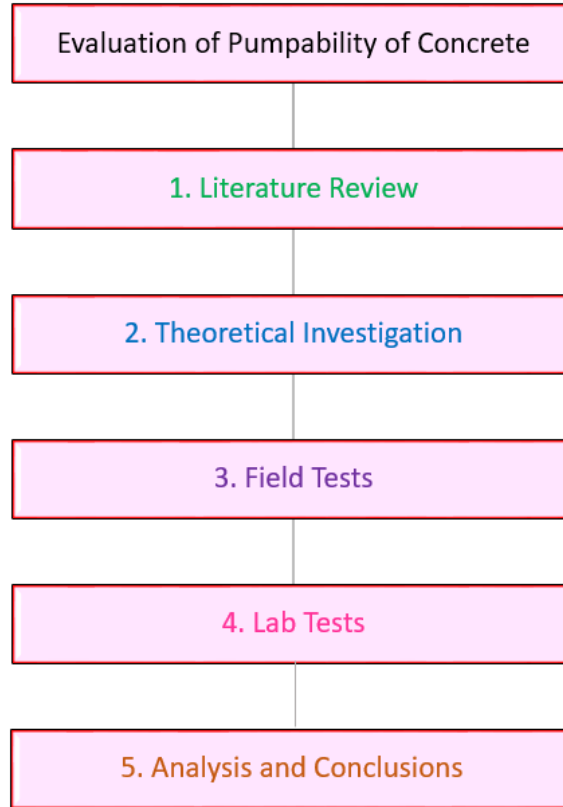 Evaluation of Pumpability of Concrete
1. Literature Review
2. Theoretical Investigation
3. Field Tests
4. Lab Tests
5. Analysis and Conclusions